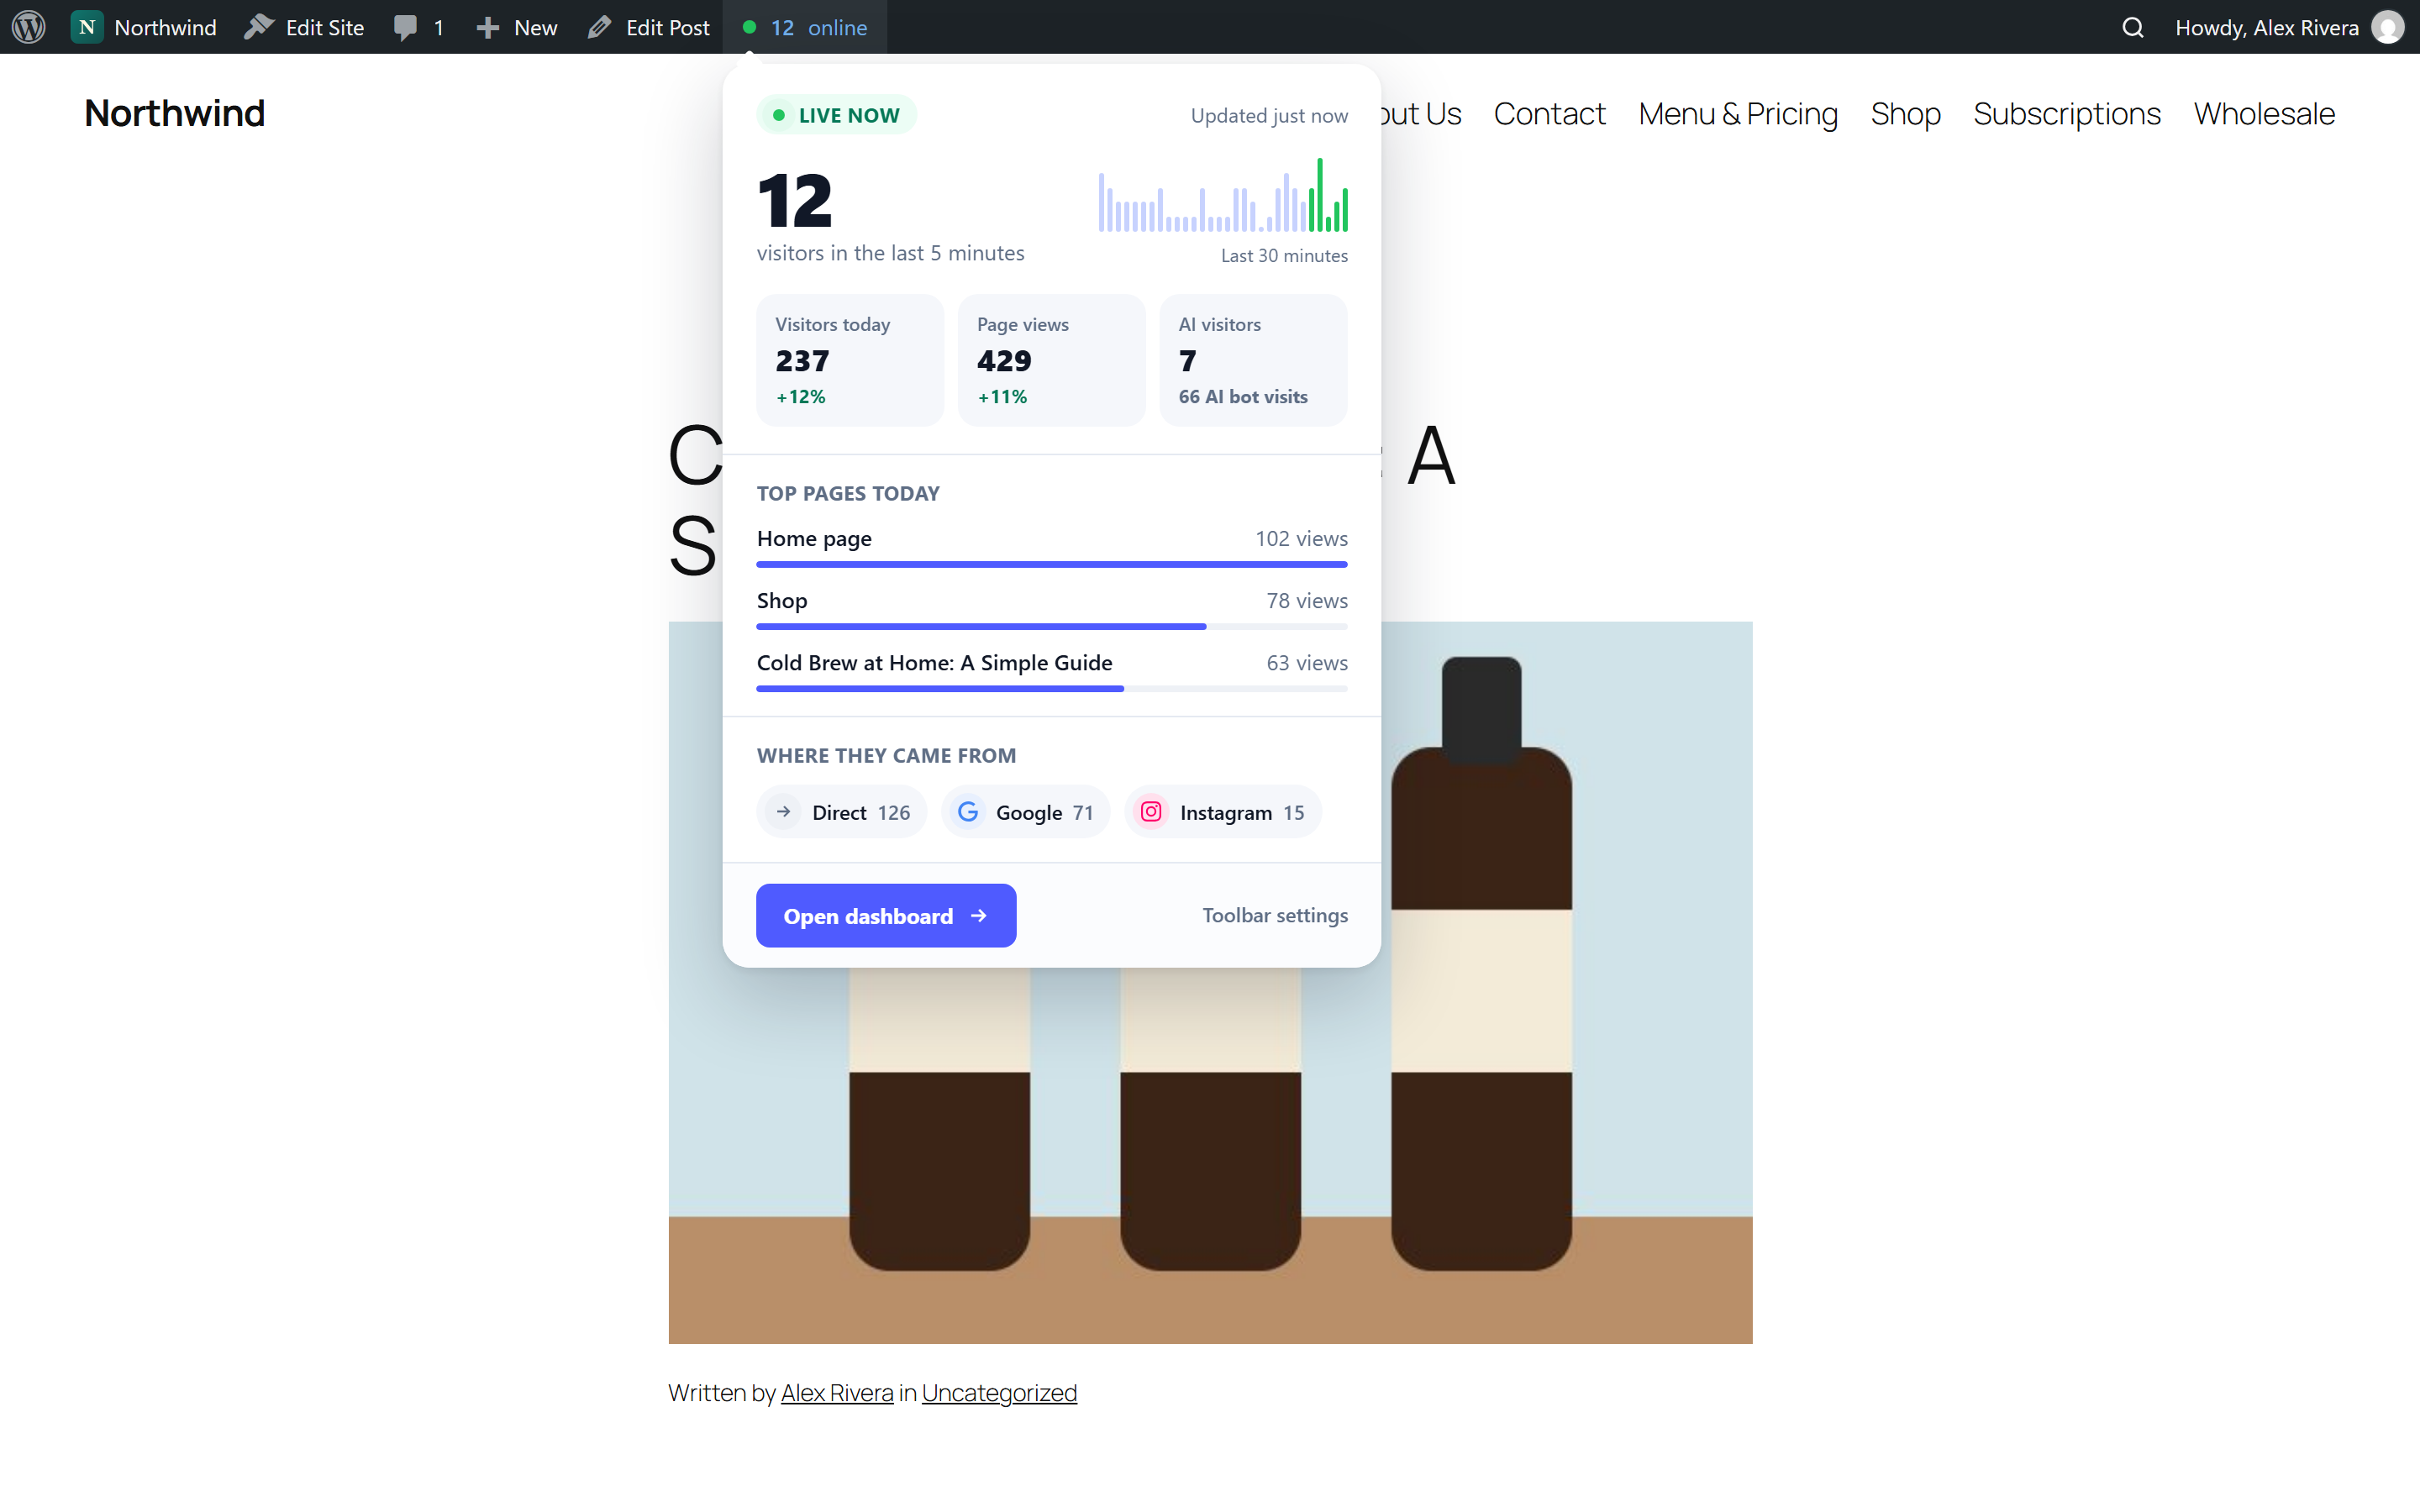 Northwind Edit Site 1 New Edit Post 12 online Howdy, Alex Rivera
Northwind
Contact Menu & Pricing Shop Subscriptions Wholesale
Us
LIVE NOW Updated just now
12
visitors in the last 5 minutes
Last 30 minutes
Visitors today Page views AI visitors
237 429 7
+12% +11% 66 AI bot visits
A
TOP PAGES TODAY
Home page 102 views
Shop 78 views
Cold Brew at Home: A Simple Guide 63 views
WHERE THEY CAME FROM
Direct 126 Google 71 Instagram 15
Open dashboard → Toolbar settings
Written by Alex Rivera in Uncategorized